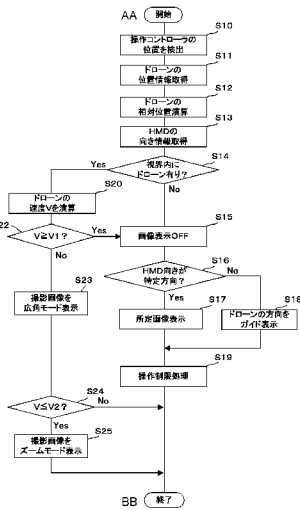 AA
開始
S10
操作コントローラの
位置を検出
S11
ドローンの
位置情報取得
S12
ドローンの
相対位置演算
S13
HMDの
向き情報取得
S14
視界内に
ドローン有り?
Yes
No
S20
ドローンの
速度Vを演算
22
V≧V1?
Yes
No
S15
画像表示OFF
S16
HMD向きが
特定方向?
No
Yes
S17
所定画像表示
S18
ドローンの方向を
ガイド表示
S23
撮影画像を
広角モード表示
S19
操作制限処理
S24
V≦V2?
No
Yes
S25
撮影画像を
ズームモード表示
BB
終了